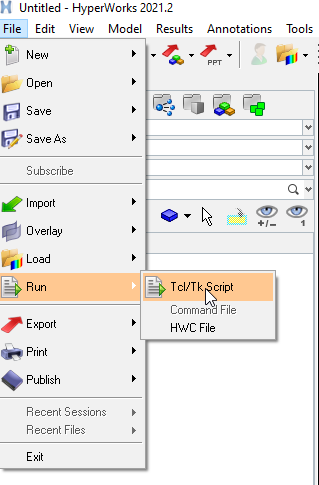 Untitled - HyperWorks 2021.2
File Edit View Model Results Annotations Tools
New
PPT
Open
Save
Save As
Subscribe
Import
+/- 1
Overlay
Load
Run
Tcl/Tk Script
Command File
Export
HWC File
Print
Publish
Recent Sessions
Recent Files
Exit